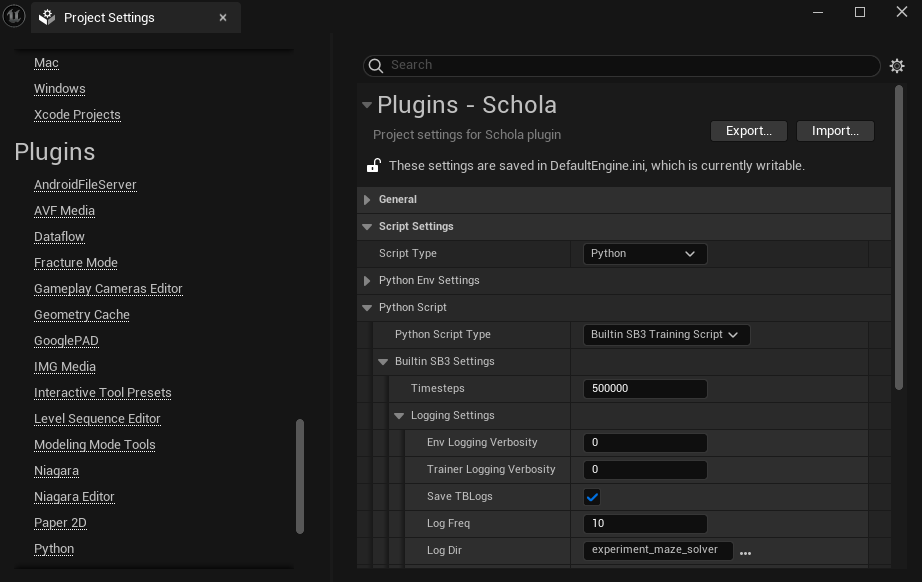 Project Settings
Mac
Windows
Xcode Projects
Plugins
AndroidFileServer
AVF Media
Dataflow
Fracture Mode
Gameplay Cameras Editor
Geometry Cache
GooglePAD
IMG Media
Interactive Tool Presets
Level Sequence Editor
Modeling Mode Tools
Niagara
Niagara Editor
Paper 2D
Python
Search
Plugins - Schola
Project settings for Schola plugin
Export...
Import...
These settings are saved in DefaultEngine.ini, which is currently writable.
General
Script Settings
Script Type Python
Python Env Settings
Python Script
Python Script Type Builtin SB3 Training Script
Builtin SB3 Settings
Timesteps 500000
Logging Settings
Env Logging Verbosity 0
Trainer Logging Verbosity 0
Save TBLogs
Log Freq 10
Log Dir experiment_maze_solver ...